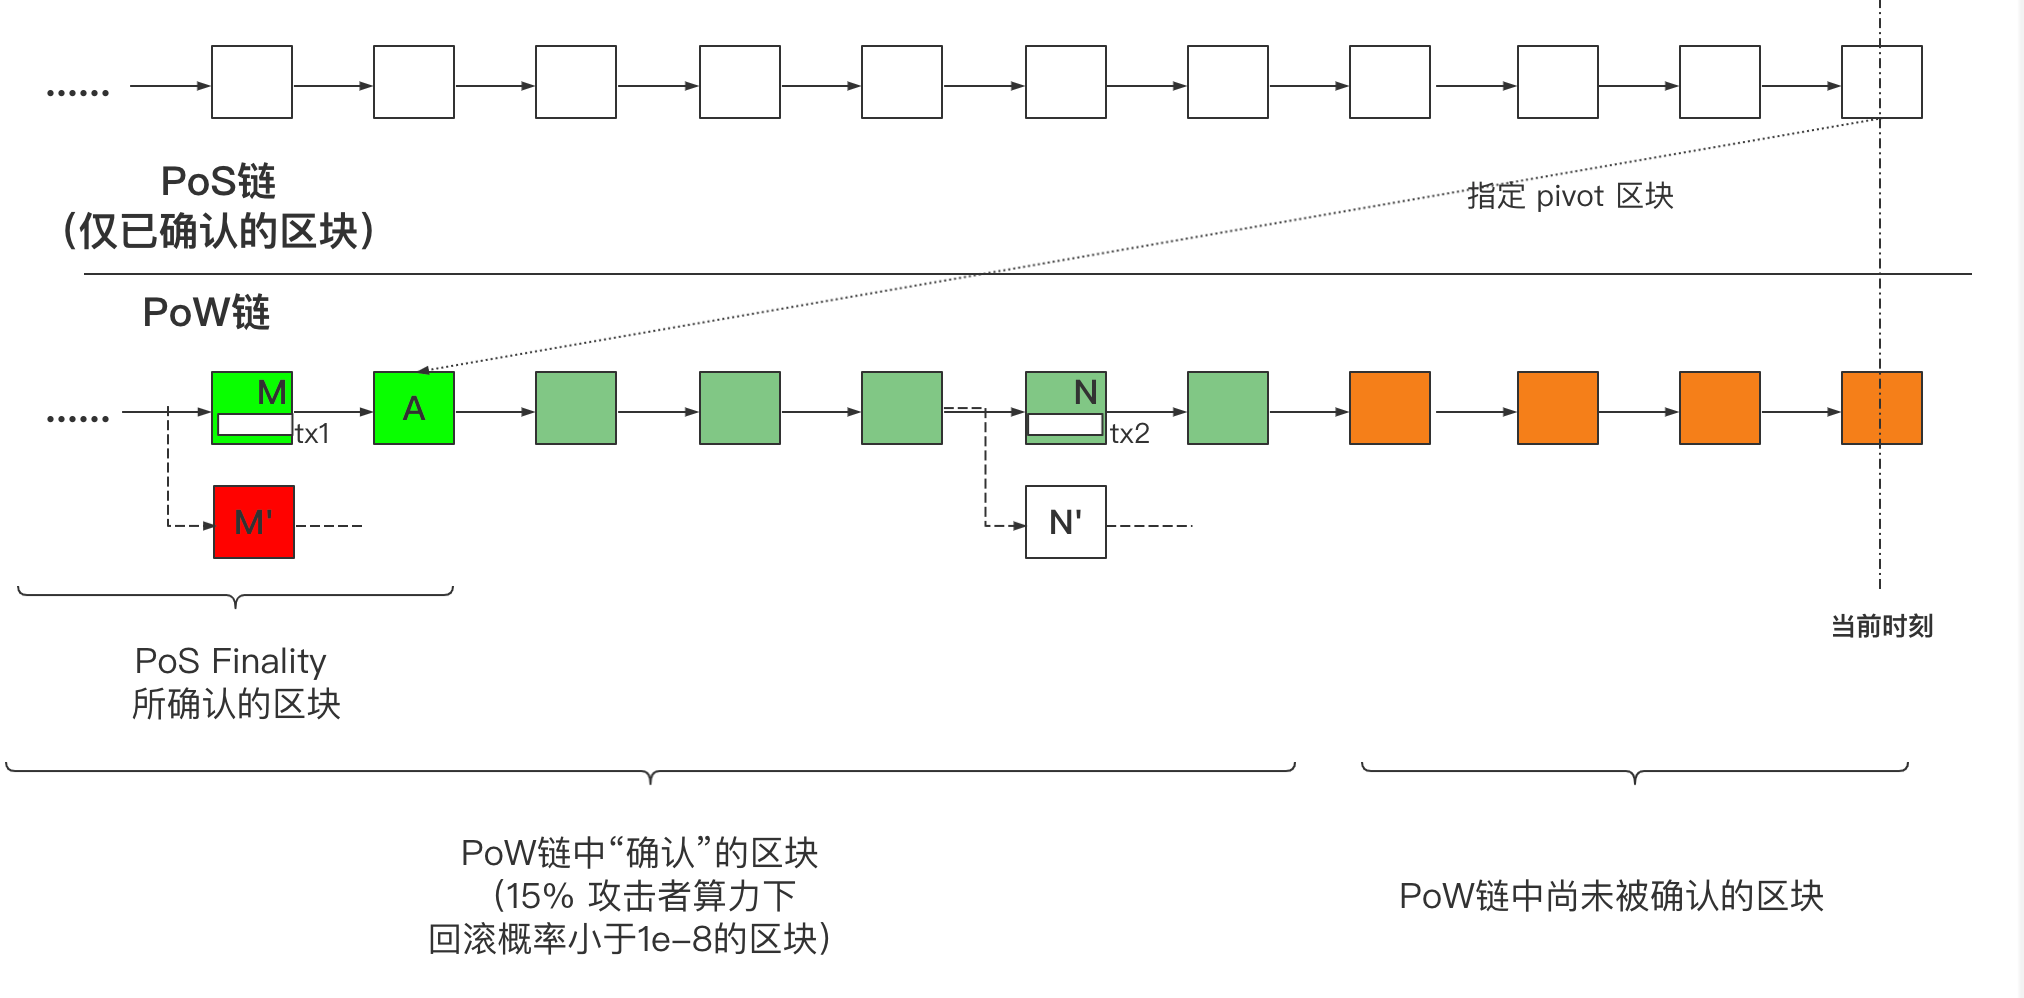 ......
PoS链
（仅已确认的区块）
指定 pivot 区块
PoW链
......
M
tx1
A
N
tx2
M'
N'
当前时刻
PoS Finality
所确认的区块
PoW链中“确认”的区块
（15% 攻击者算力下
回滚概率小于1e-8的区块）
PoW链中尚未被确认的区块